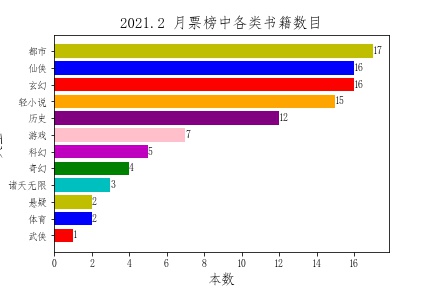 2021.2 月票榜中各类书籍数目
都市 17
仙侠 16
玄幻 16
轻小说 15
历史 12
游戏 7
科幻 5
奇幻 4
诸天无限 3
悬疑 2
体育 2
武侠 1
0 2 4 6 8 10 12 14 16
本数